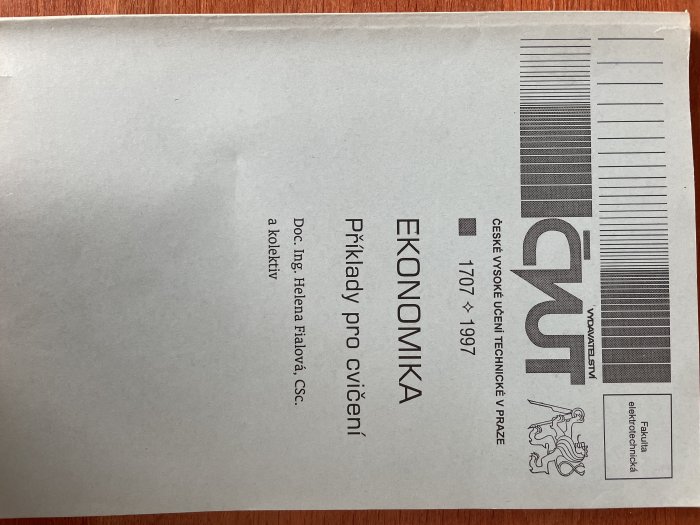 Fakulta
elektrotechnická
VYDAVATELSTVÍ
ČVUT
ČESKÉ VYSOKÉ UČENÍ TECHNICKÉ V PRAZE
1707 ✧ 1997
EKONOMIKA
Příklady pro cvičení
Doc. Ing. Helena Fialová, CSc.
a kolektiv